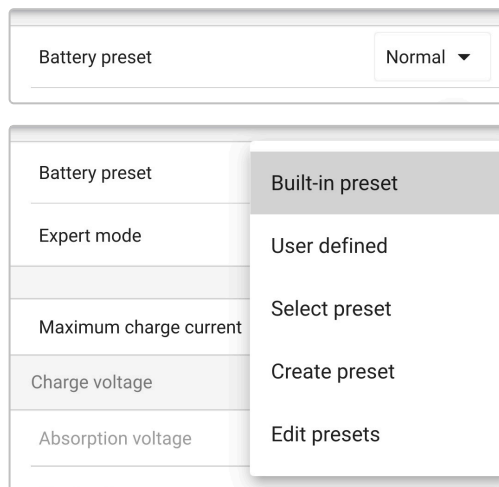 Battery preset Normal
Battery preset
Built-in preset
Expert mode
User defined
Select preset
Maximum charge current
Create preset
Charge voltage
Absorption voltage
Edit presets